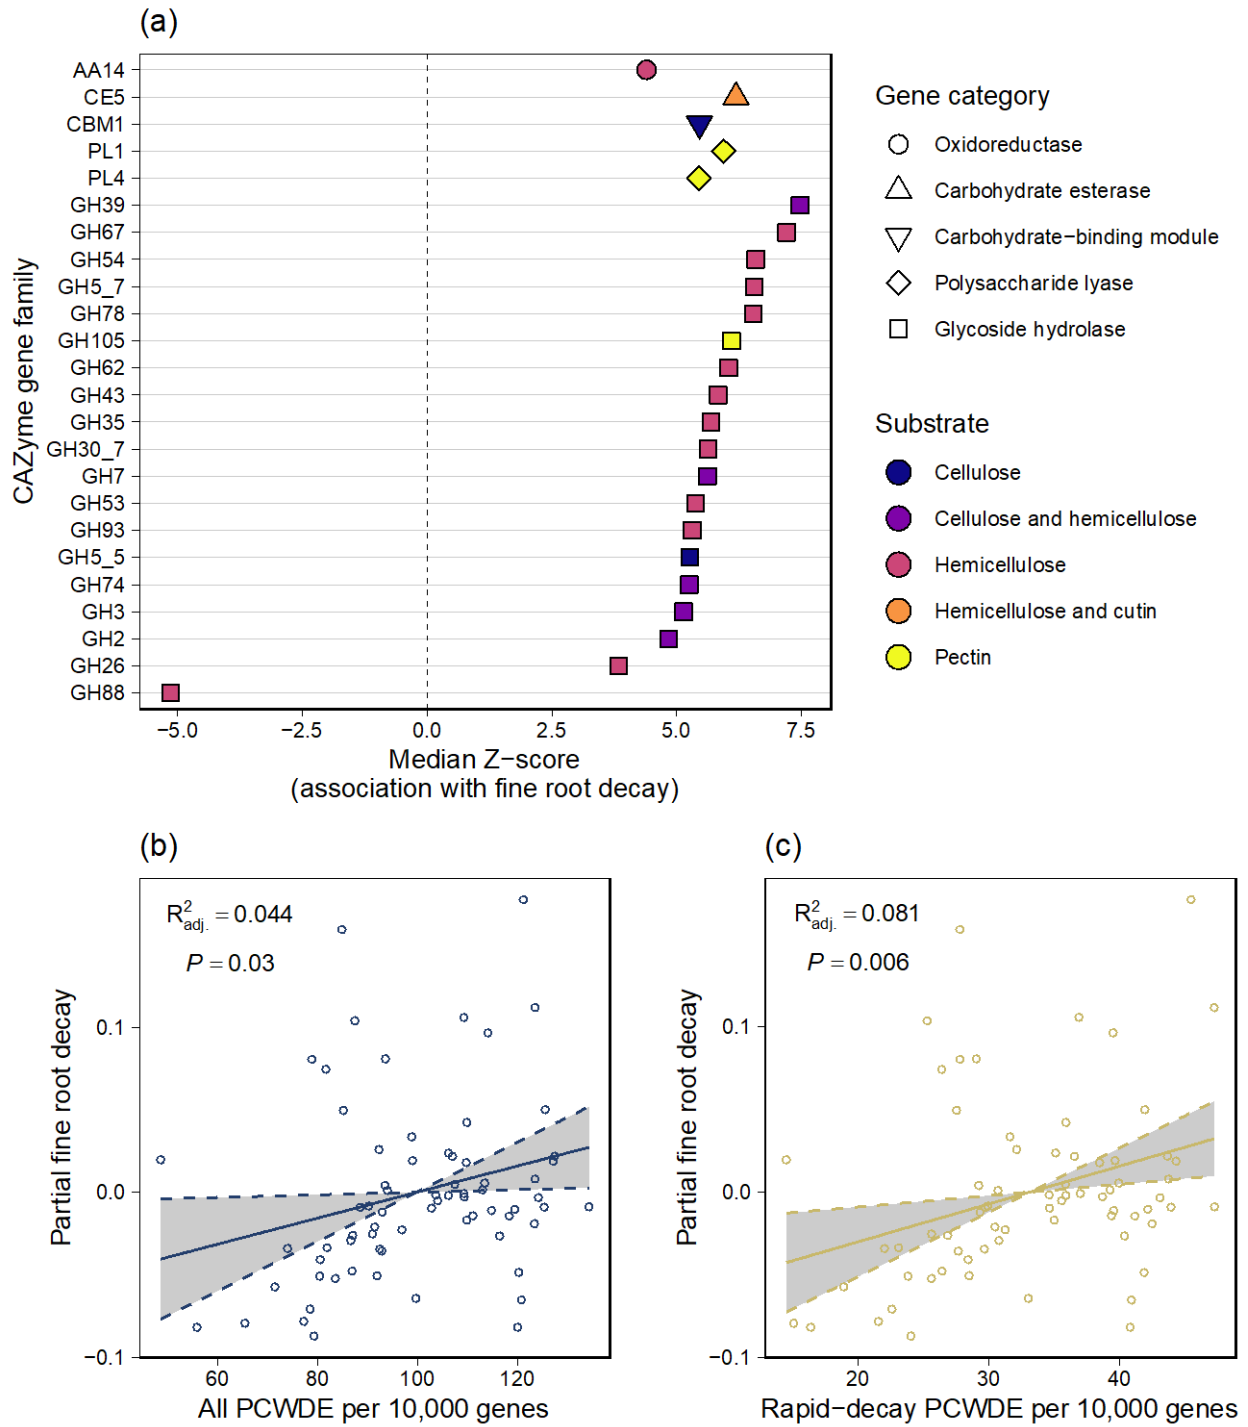 (a)
CAZyme gene family
AA14
CE5
CBM1
PL1
PL4
GH39
GH67
GH54
GH5_7
GH78
GH105
GH62
GH43
GH35
GH30_7
GH7
GH53
GH93
GH5_5
GH74
GH3
GH2
GH26
GH88
−5.0 −2.5 0.0 2.5 5.0 7.5
Median Z−score
(association with fine root decay)
Gene category
Oxidoreductase
Carbohydrate esterase
Carbohydrate−binding module
Polysaccharide lyase
Glycoside hydrolase
Substrate
Cellulose
Cellulose and hemicellulose
Hemicellulose
Hemicellulose and cutin
Pectin
(b)
R²adj. = 0.044
P = 0.03
Partial fine root decay
0.1
0.0
−0.1
60 80 100 120
All PCWDE per 10,000 genes
(c)
R²adj. = 0.081
P = 0.006
Partial fine root decay
0.1
0.0
−0.1
20 30 40
Rapid−decay PCWDE per 10,000 genes